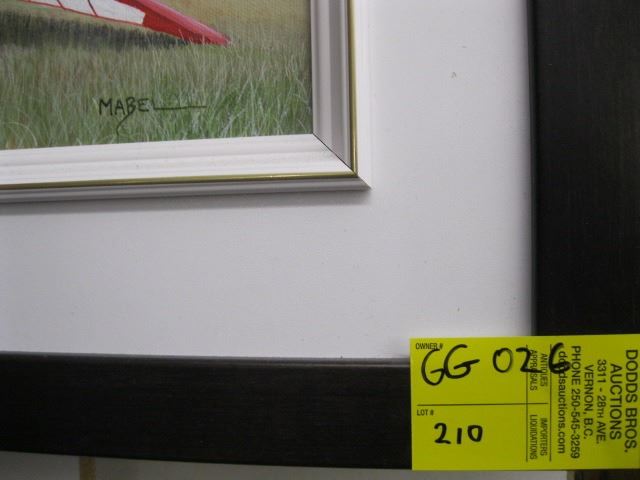 MABEL
OWNER #
GG 026
LOT #
210
ANTIQUES
APPRAISALS
IMPORTERS
LIQUIDATIONS
DODDS BROS.
AUCTIONS
3311 - 28TH AVE.
VERNON, B.C.
PHONE 250-545-3259
doddsauctions.com